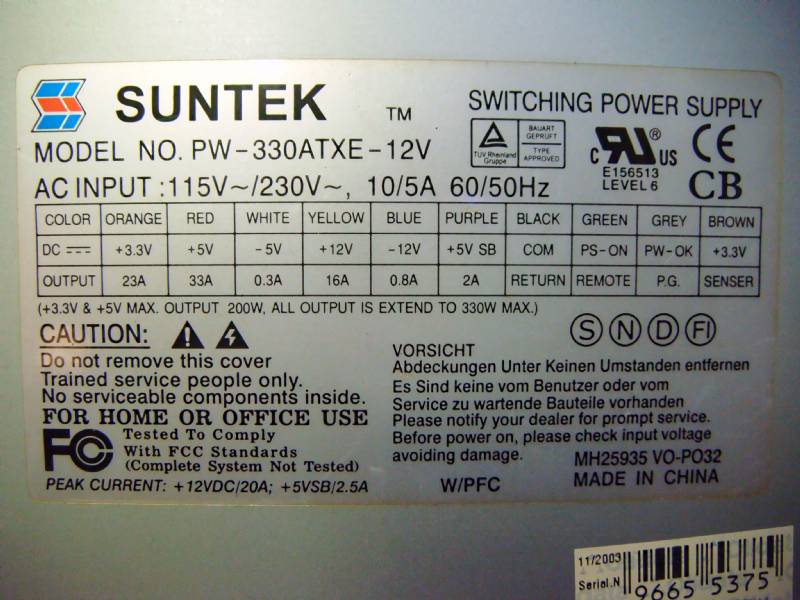 SUNTEK TM SWITCHING POWER SUPPLY
MODEL NO. PW-330ATXE-12V
TUV Rheinland Gruppe
BAUART GEPRUFT
TYPE APPROVED
C RU® US
E156513
LEVEL 6
CE
CB
AC INPUT :115V~/230V~, 10/5A 60/50Hz
COLOR ORANGE RED WHITE YELLOW BLUE PURPLE BLACK GREEN GREY BROWN
DC +3.3V +5V -5V +12V -12V +5V SB COM PS-ON PW-OK +3.3V
OUTPUT 23A 33A 0.3A 16A 0.8A 2A RETURN REMOTE P.G. SENSER
(+3.3V & +5V MAX. OUTPUT 200W, ALL OUTPUT IS EXTEND TO 330W MAX.)
CAUTION:
Do not remove this cover
Trained service people only.
No serviceable components inside.
FOR HOME OR OFFICE USE
FC Tested To Comply
With FCC Standards
(Complete System Not Tested)
PEAK CURRENT: +12VDC/20A; +5VSB/2.5A
S N D FI
VORSICHT
Abdeckungen Unter Keinen Umstanden entfernen
Es Sind keine vom Benutzer oder vom
Service zu wartende Bauteile vorhanden
Please notify your dealer for prompt service.
Before power on, please check input voltage
avoiding damage.
MH25935 VO-PO32
W/PFC
MADE IN CHINA
11/2003
Serial.N
9665 5375